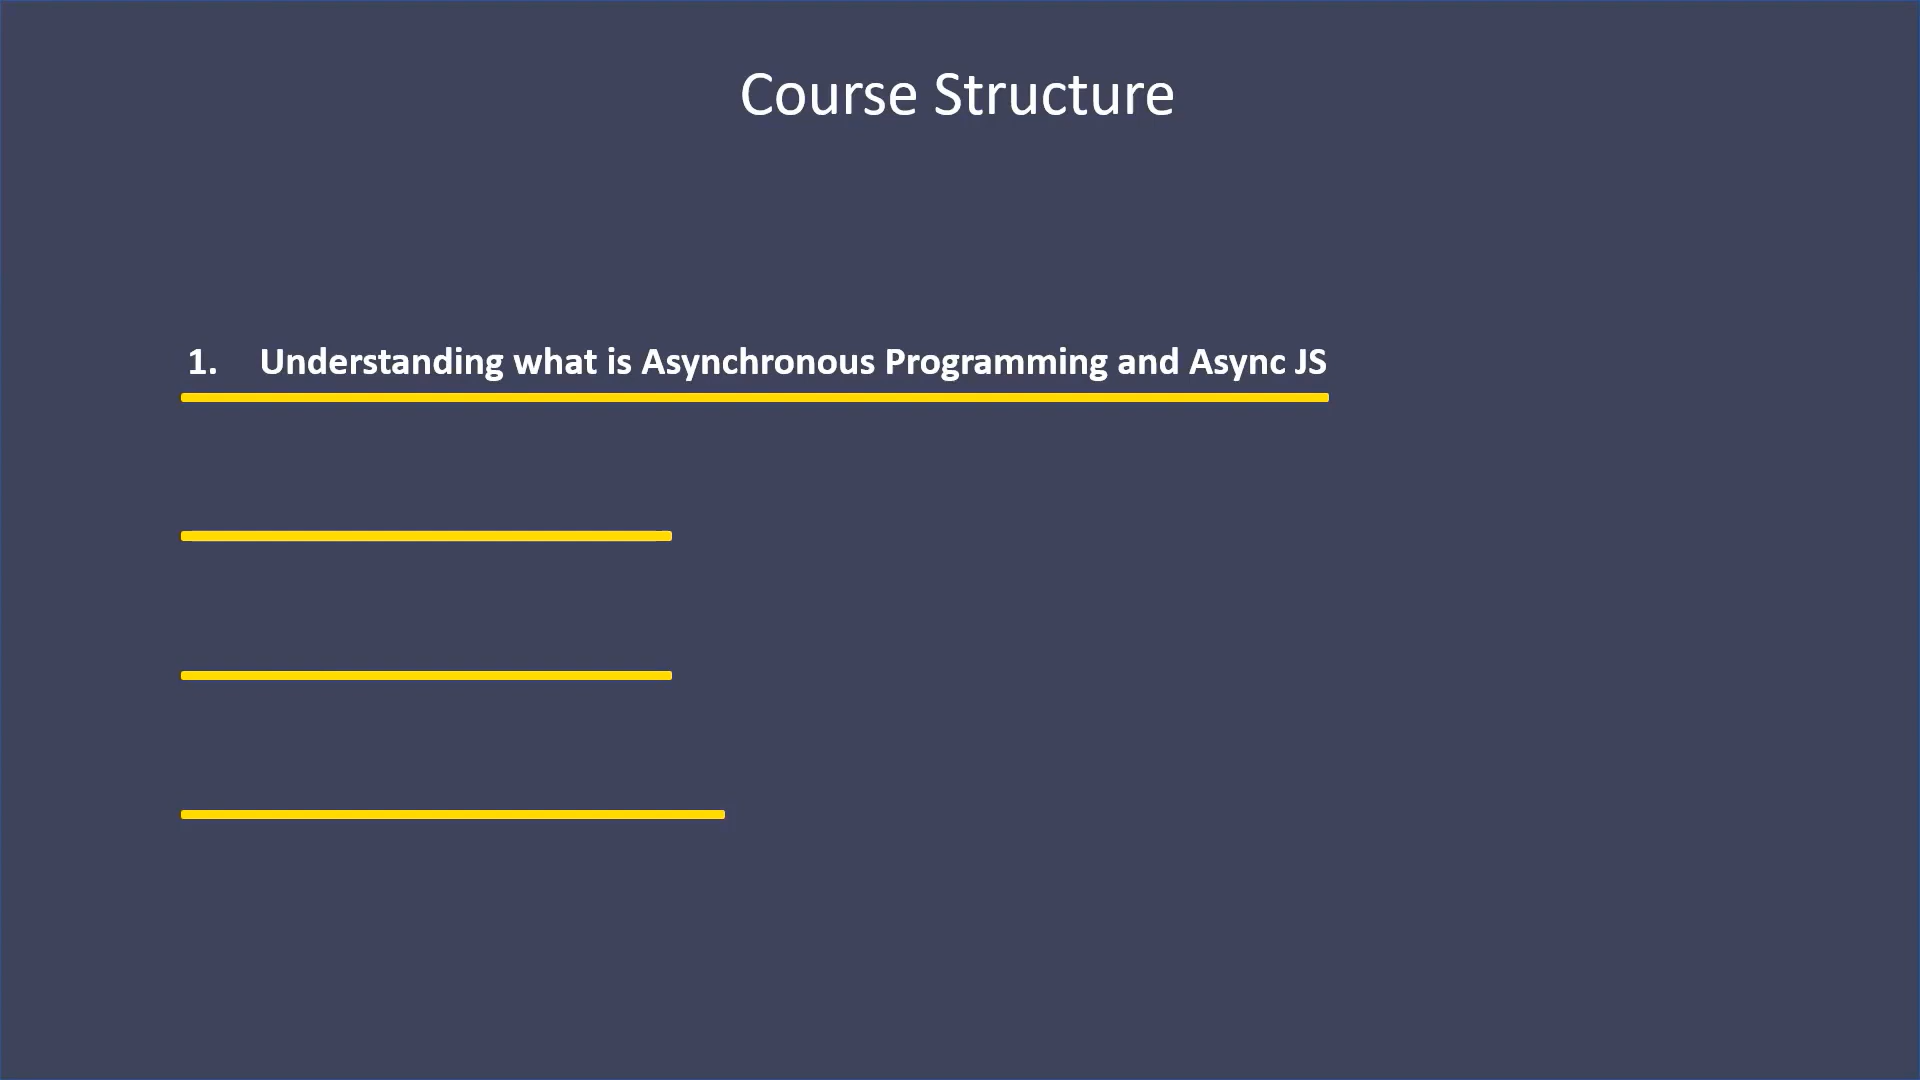 Course Structure
1. Understanding what is Asynchronous Programming and Async JS